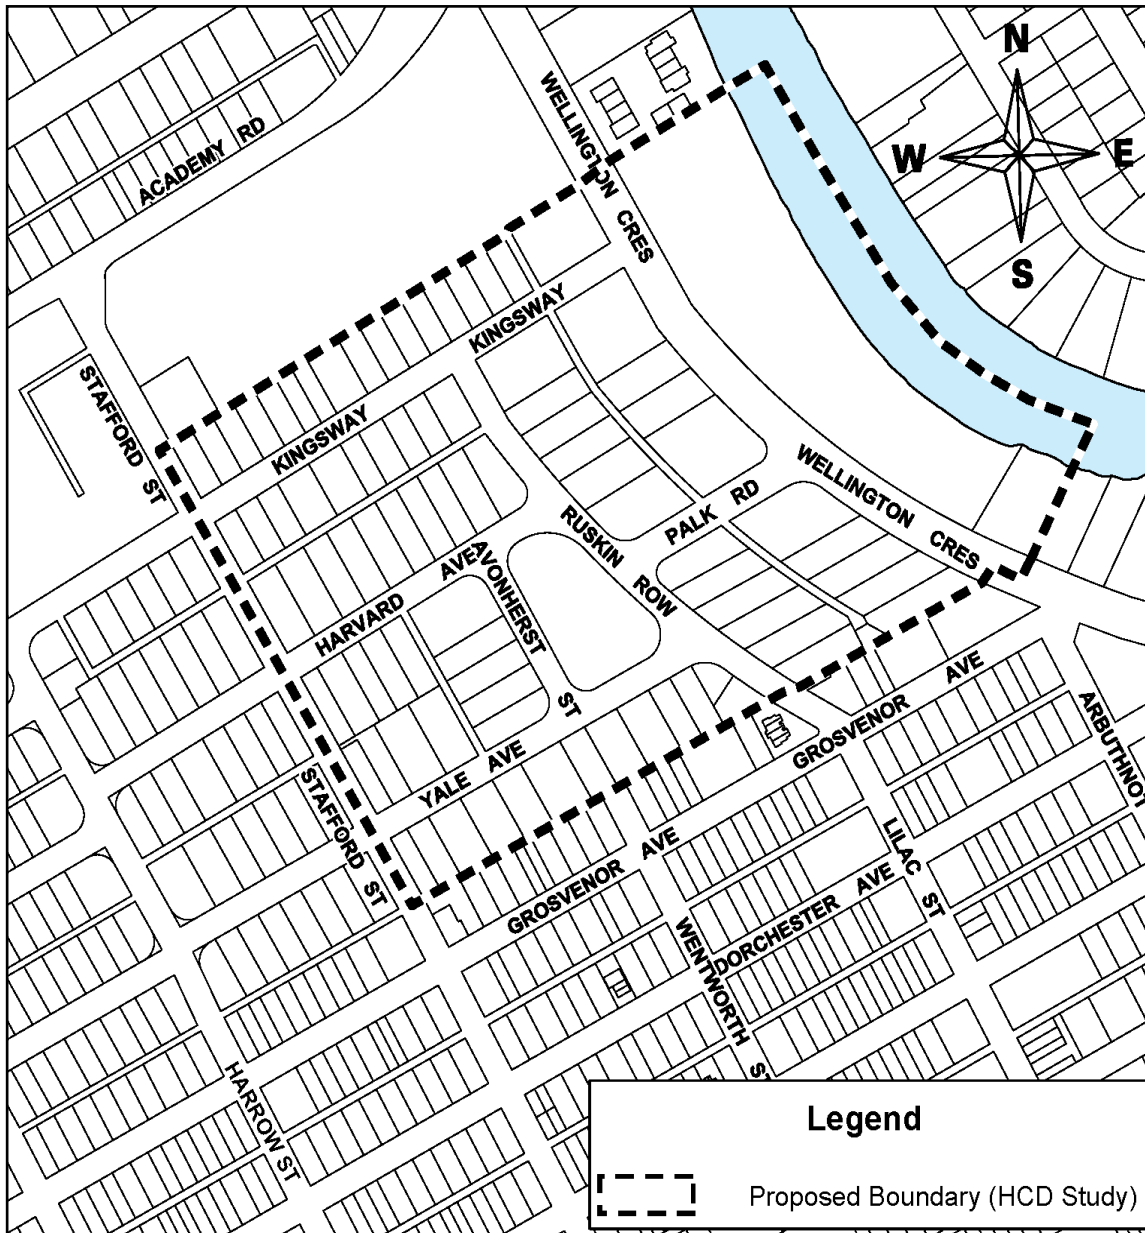 N
W
E
S
WELLINGTON CRES
ACADEMY RD
KINGSWAY
STAFFORD ST
KINGSWAY
WELLINGTON CRES
PALK RD
RUSKIN ROW
HARVARD AVE
AVONHERST ST
YALE AVE
GROSVENOR AVE
ARBUTHNOT
STAFFORD ST
GROSVENOR AVE
LILAC ST
DORCHESTER AVE
WENTWORTH ST
HARROW ST
Legend
Proposed Boundary (HCD Study)